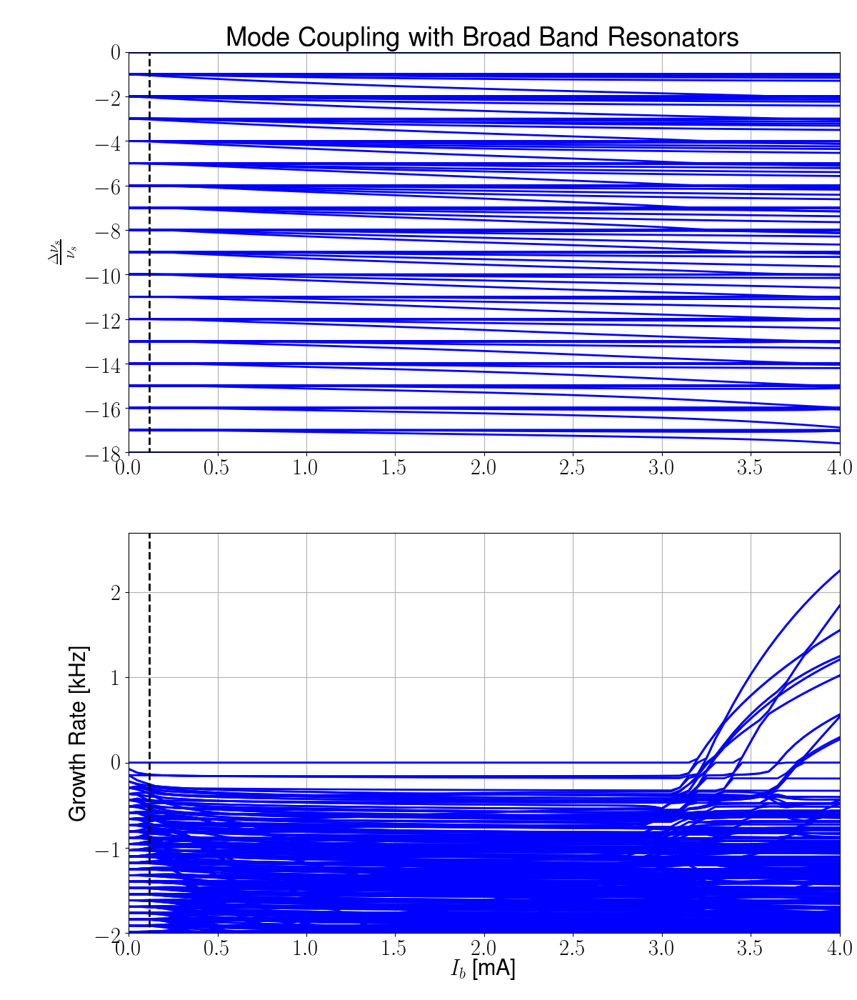 Mode Coupling with Broad Band Resonators
0
−2
−4
−6
−8
−10
−12
−14
−16
−18
Δν_s/ν_s
0.0 0.5 1.0 1.5 2.0 2.5 3.0 3.5 4.0
2
1
0
−1
−2
Growth Rate [kHz]
0.0 0.5 1.0 1.5 2.0 2.5 3.0 3.5 4.0
I_b [mA]